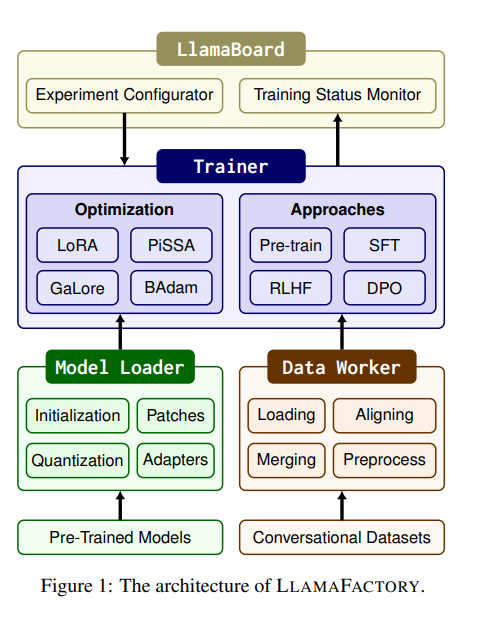 LlamaBoard
Experiment Configurator
Training Status Monitor
Trainer
Optimization
Approaches
LoRA
PiSSA
Pre-train
SFT
GaLore
BAdam
RLHF
DPO
Model Loader
Data Worker
Initialization
Patches
Loading
Aligning
Quantization
Adapters
Merging
Preprocess
Pre-Trained Models
Conversational Datasets
Figure 1: The architecture of LLAMAFACTORY.